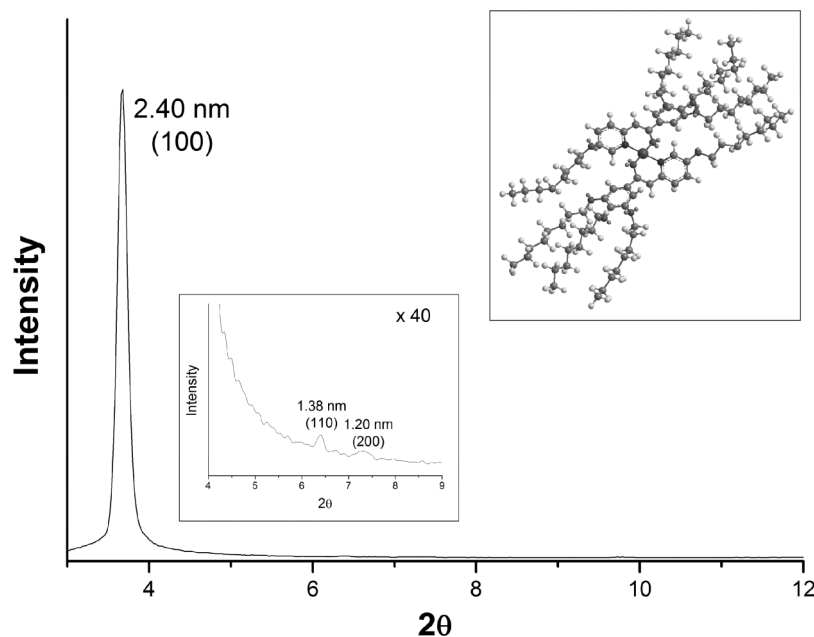 2.40 nm
(100)
Intensity
x 40
Intensity
1.38 nm
(110)
1.20 nm
(200)
4 5 6 7 8 9
2θ
4 6 8 10 12
2θ